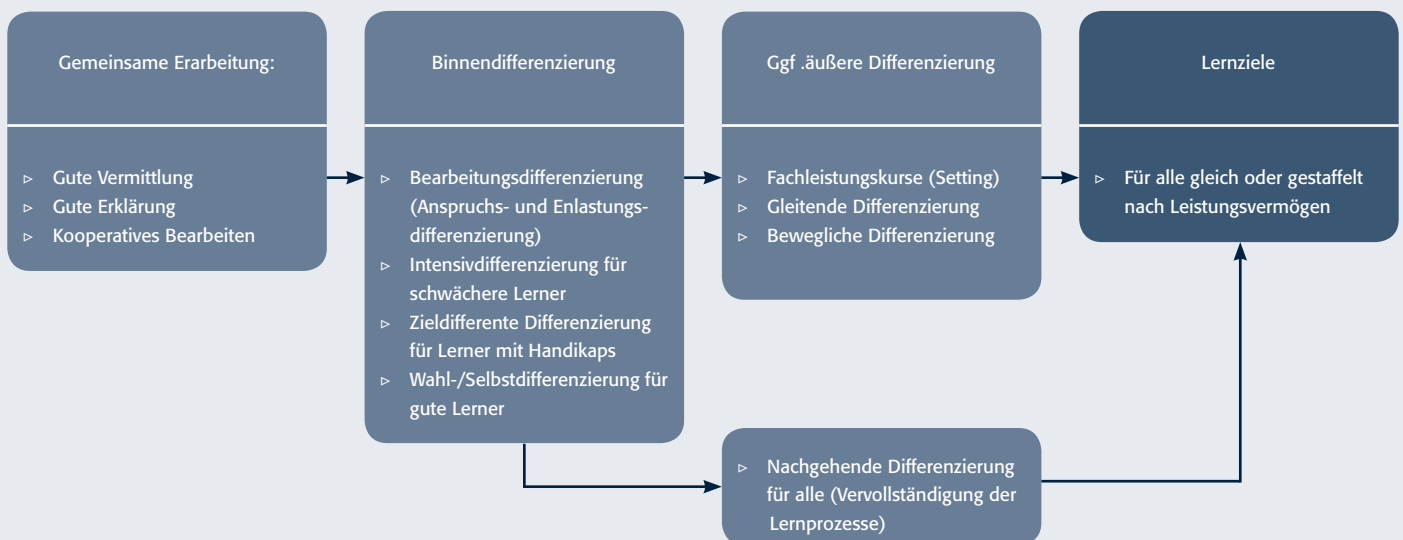 Gemeinsame Erarbeitung:
▹ Gute Vermittlung
▹ Gute Erklärung
▹ Kooperatives Bearbeiten
Binnendifferenzierung
▹ Bearbeitungsdifferenzierung
(Anspruchs- und Enlastungs-
differenzierung)
▹ Intensivdifferenzierung für
schwächere Lerner
▹ Zieldifferente Differenzierung
für Lerner mit Handikaps
▹ Wahl-/Selbstdifferenzierung für
gute Lerner
Ggf .äußere Differenzierung
▹ Fachleistungskurse (Setting)
▹ Gleitende Differenzierung
▹ Bewegliche Differenzierung
Lernziele
▹ Für alle gleich oder gestaffelt
nach Leistungsvermögen
▹ Nachgehende Differenzierung
für alle (Vervollständigung der
Lernprozesse)